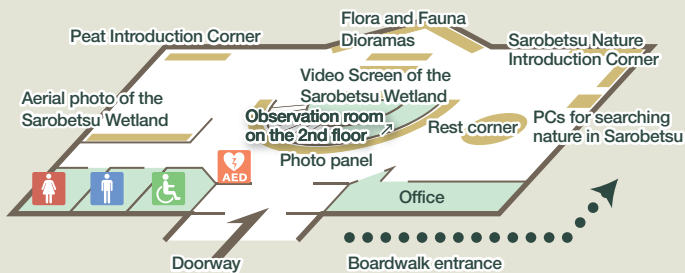 Flora and Fauna
Dioramas
Peat Introduction Corner
Sarobetsu Nature
Introduction Corner
Video Screen of the
Sarobetsu Wetland
Aerial photo of the
Sarobetsu Wetland
Observation room
on the 2nd floor
Rest corner
PCs for searching
nature in Sarobetsu
Photo panel
AED
Office
Doorway
Boardwalk entrance